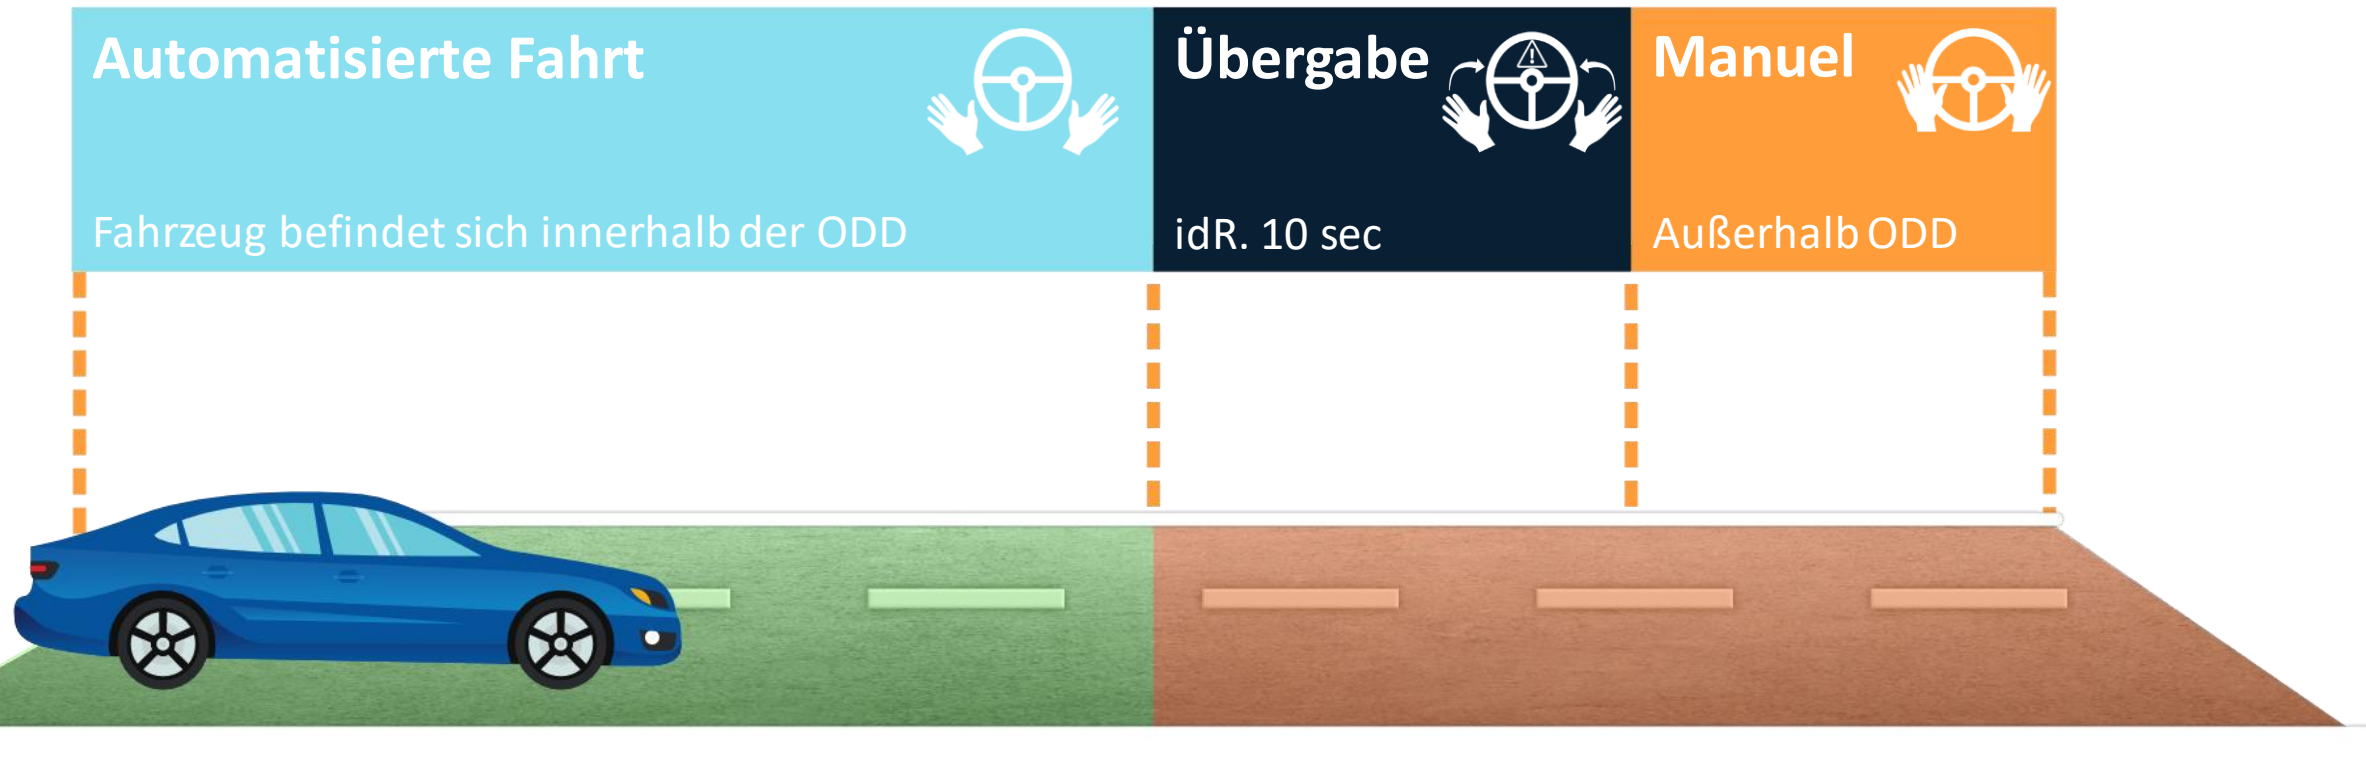 Automatisierte Fahrt
Fahrzeug befindet sich innerhalb der ODD
Übergabe
idR. 10 sec
Manuel
Außerhalb ODD